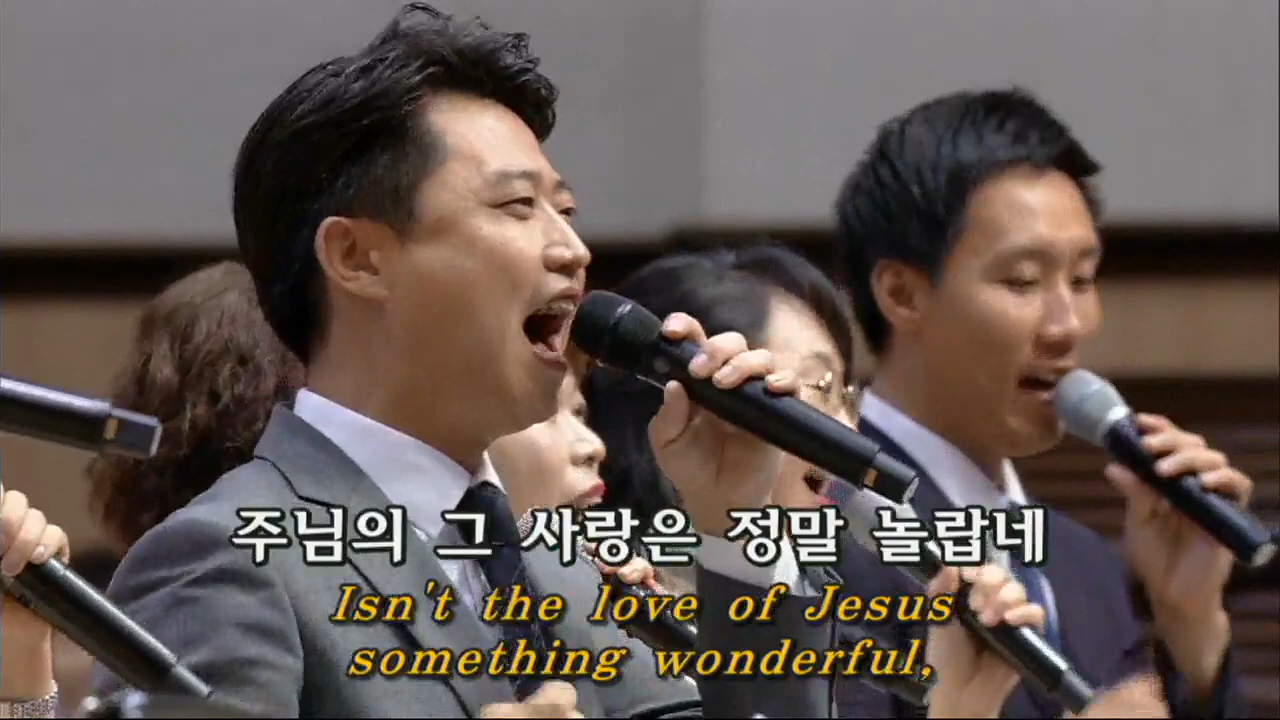 주님의 그 사랑은 정말 놀랍네
Isn't the love of Jesus
something wonderful,